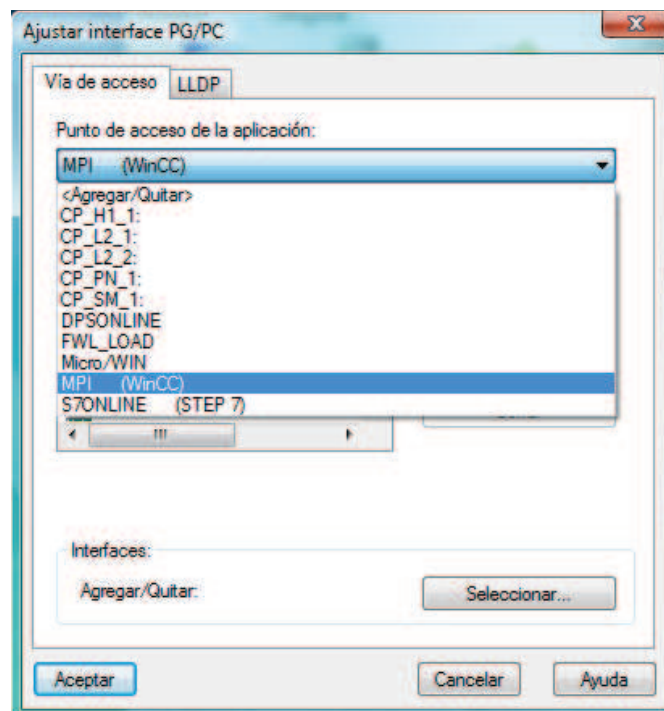 Ajustar interface PG/PC
Vía de acceso
LLDP
Punto de acceso de la aplicación:
MPI (WinCC)
<Agregar/Quitar>
CP_H1_1:
CP_L2_1:
CP_L2_2:
CP_PN_1:
CP_SM_1:
DPSONLINE
FWL_LOAD
Micro/WIN
MPI (WinCC)
S7ONLINE (STEP 7)
Interfaces:
Agregar/Quitar:
Seleccionar...
Aceptar
Cancelar
Ayuda